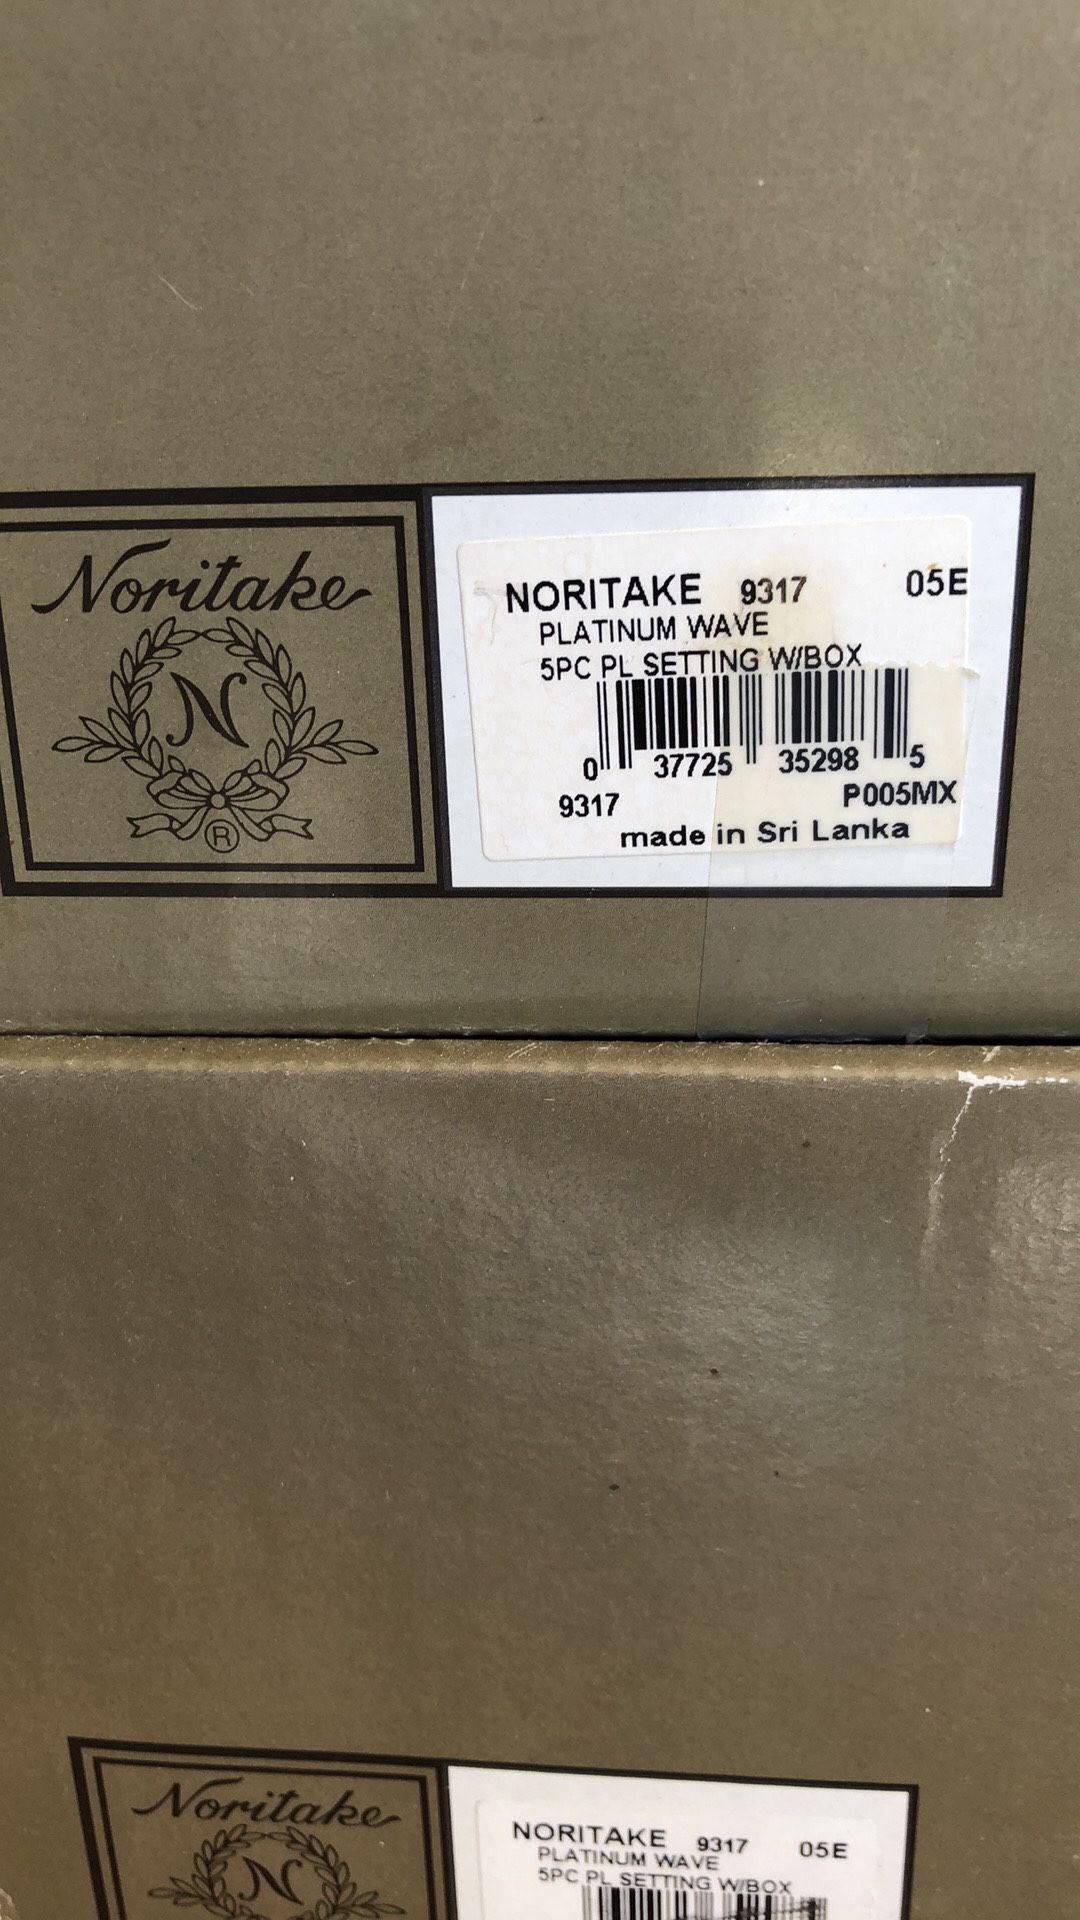 Noritake
N
®
NORITAKE 9317 05E
PLATINUM WAVE
5PC PL SETTING W/BOX
0 37725 35298 5
9317 P005MX
made in Sri Lanka
Noritake
N
NORITAKE 9317 05E
PLATINUM WAVE
5PC PL SETTING W/BOX